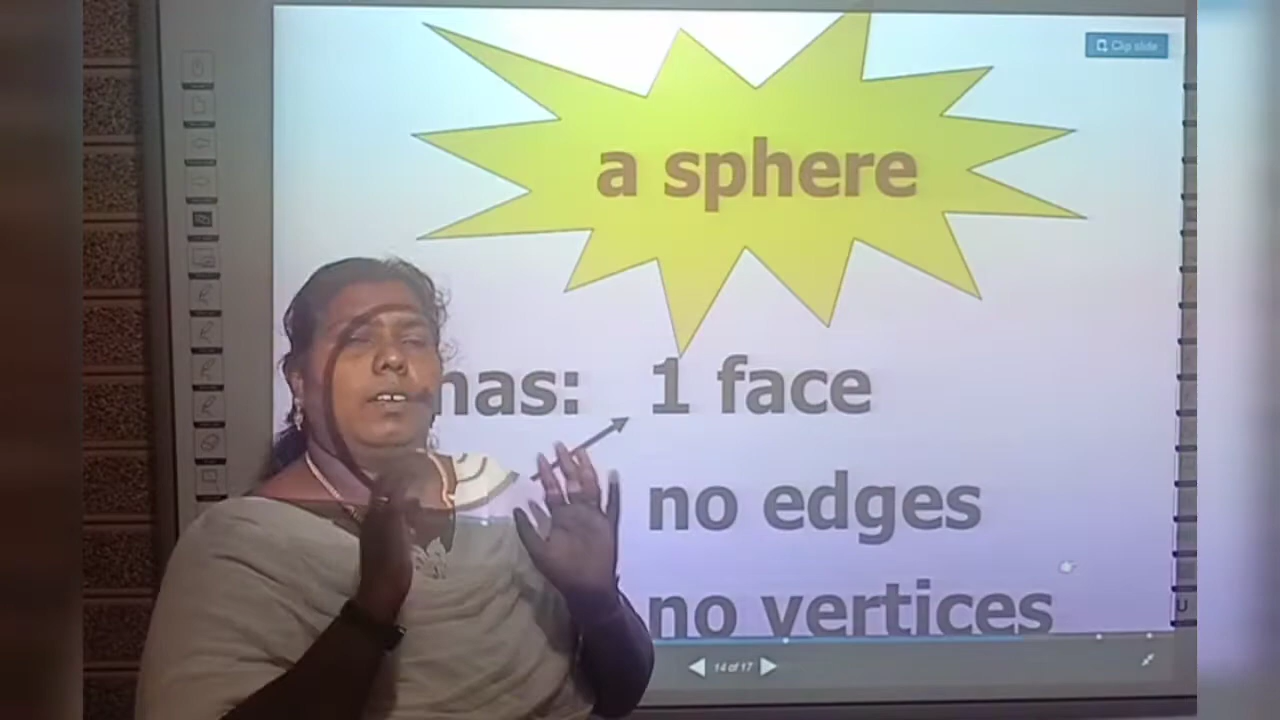 Clip slide
a sphere
has: 1 face
no edges
no vertices
14 of 17